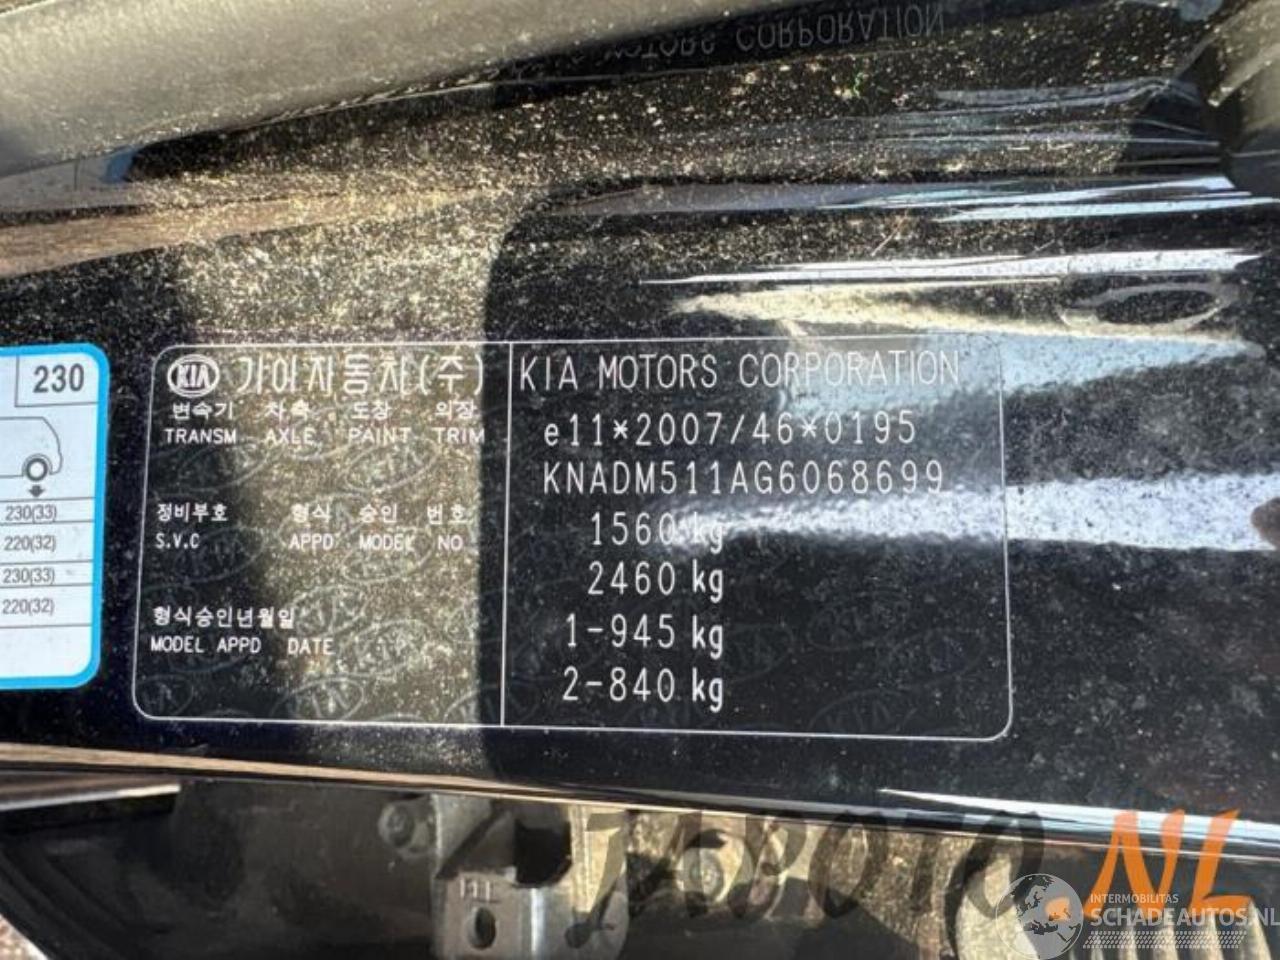 MOTORS CORPORATION
230
230(33)
220(32)
230(33)
220(32)
KIA 기아자동차(주)
변속기 차축 도장 의장
TRANSM AXLE PAINT TRIM
정비부호 형식 승인 번호
S.V.C APPD MODEL NO
형식승인년월일
MODEL APPD DATE
KIA MOTORS CORPORATION
e11*2007/46*0195
KNADM511AG6068699
1560 kg
2460 kg
1-945 kg
2-840 kg
JAPOTO.NL
INTERMOBILITAS
SCHADEAUTOS.NL